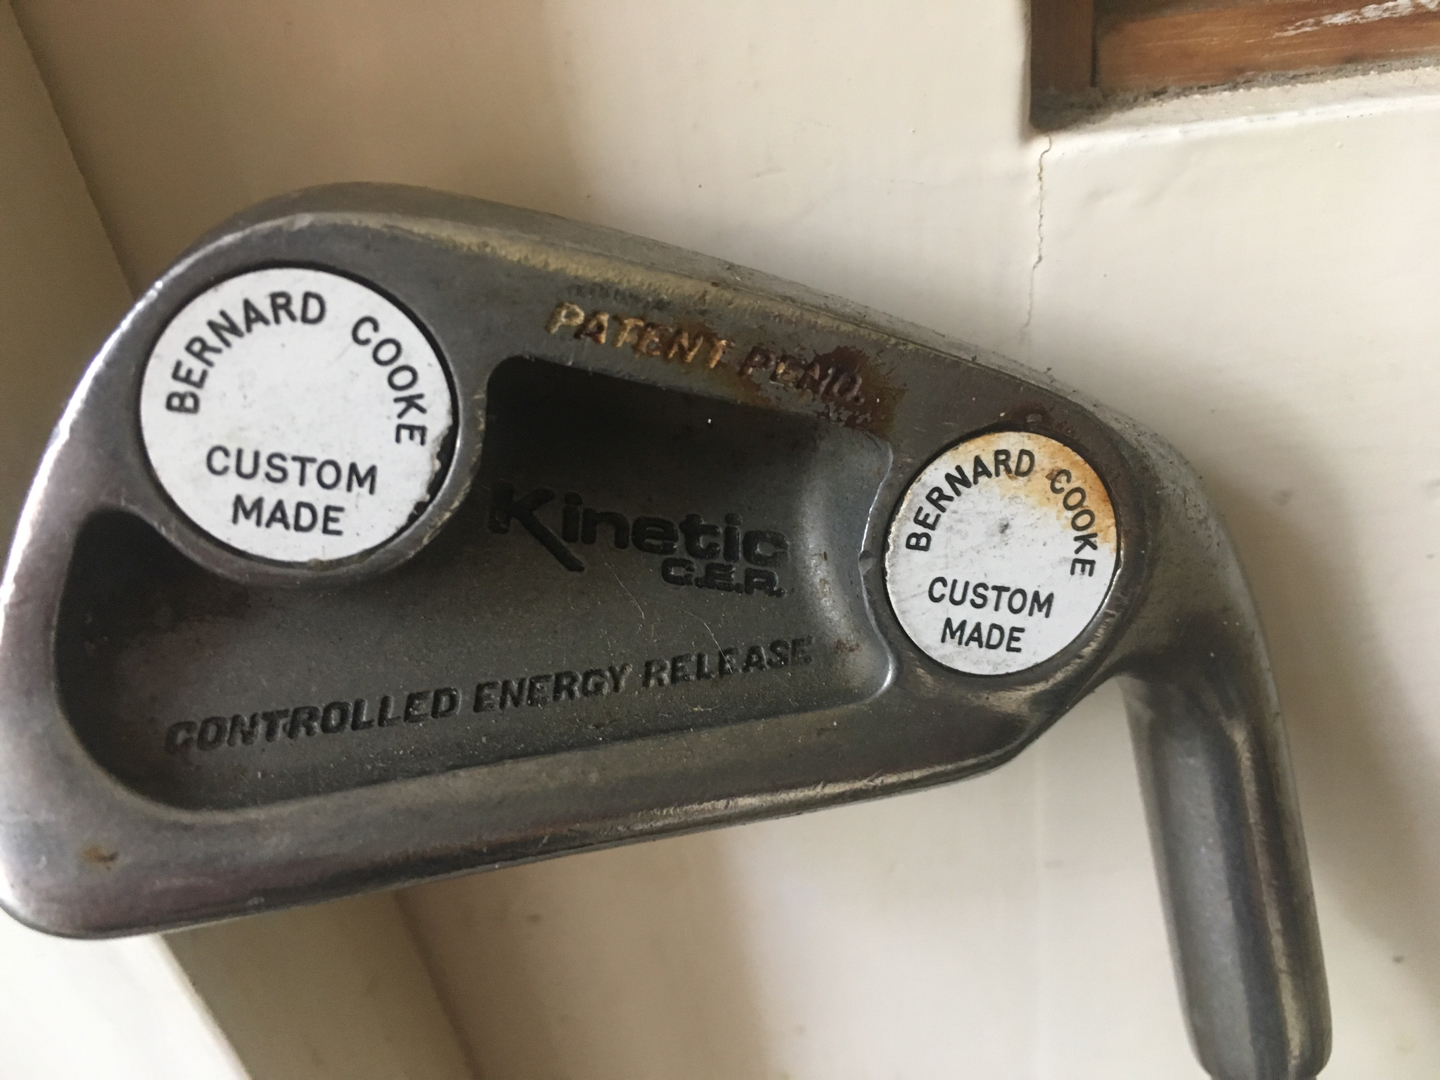 BERNARD COOKE
CUSTOM
MADE
PATENT PEND.
Kinetic
C.E.R.
CONTROLLED ENERGY RELEASE
BERNARD COOKE
CUSTOM
MADE